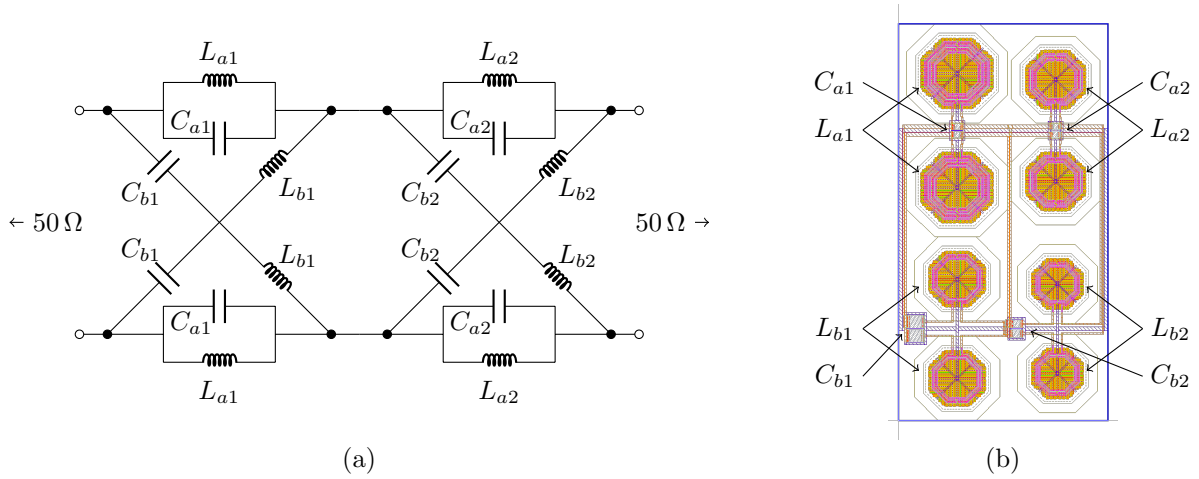 L_{a1}
L_{a2}
C_{a1}
C_{a2}
C_{b1}
L_{b1}
C_{b2}
L_{b2}
← 50 Ω
50 Ω →
C_{b1}
L_{b1}
C_{b2}
L_{b2}
C_{a1}
C_{a2}
L_{a1}
L_{a2}
(a)
C_{a1}
C_{a2}
L_{a1}
L_{a2}
L_{b1}
L_{b2}
C_{b1}
C_{b2}
(b)